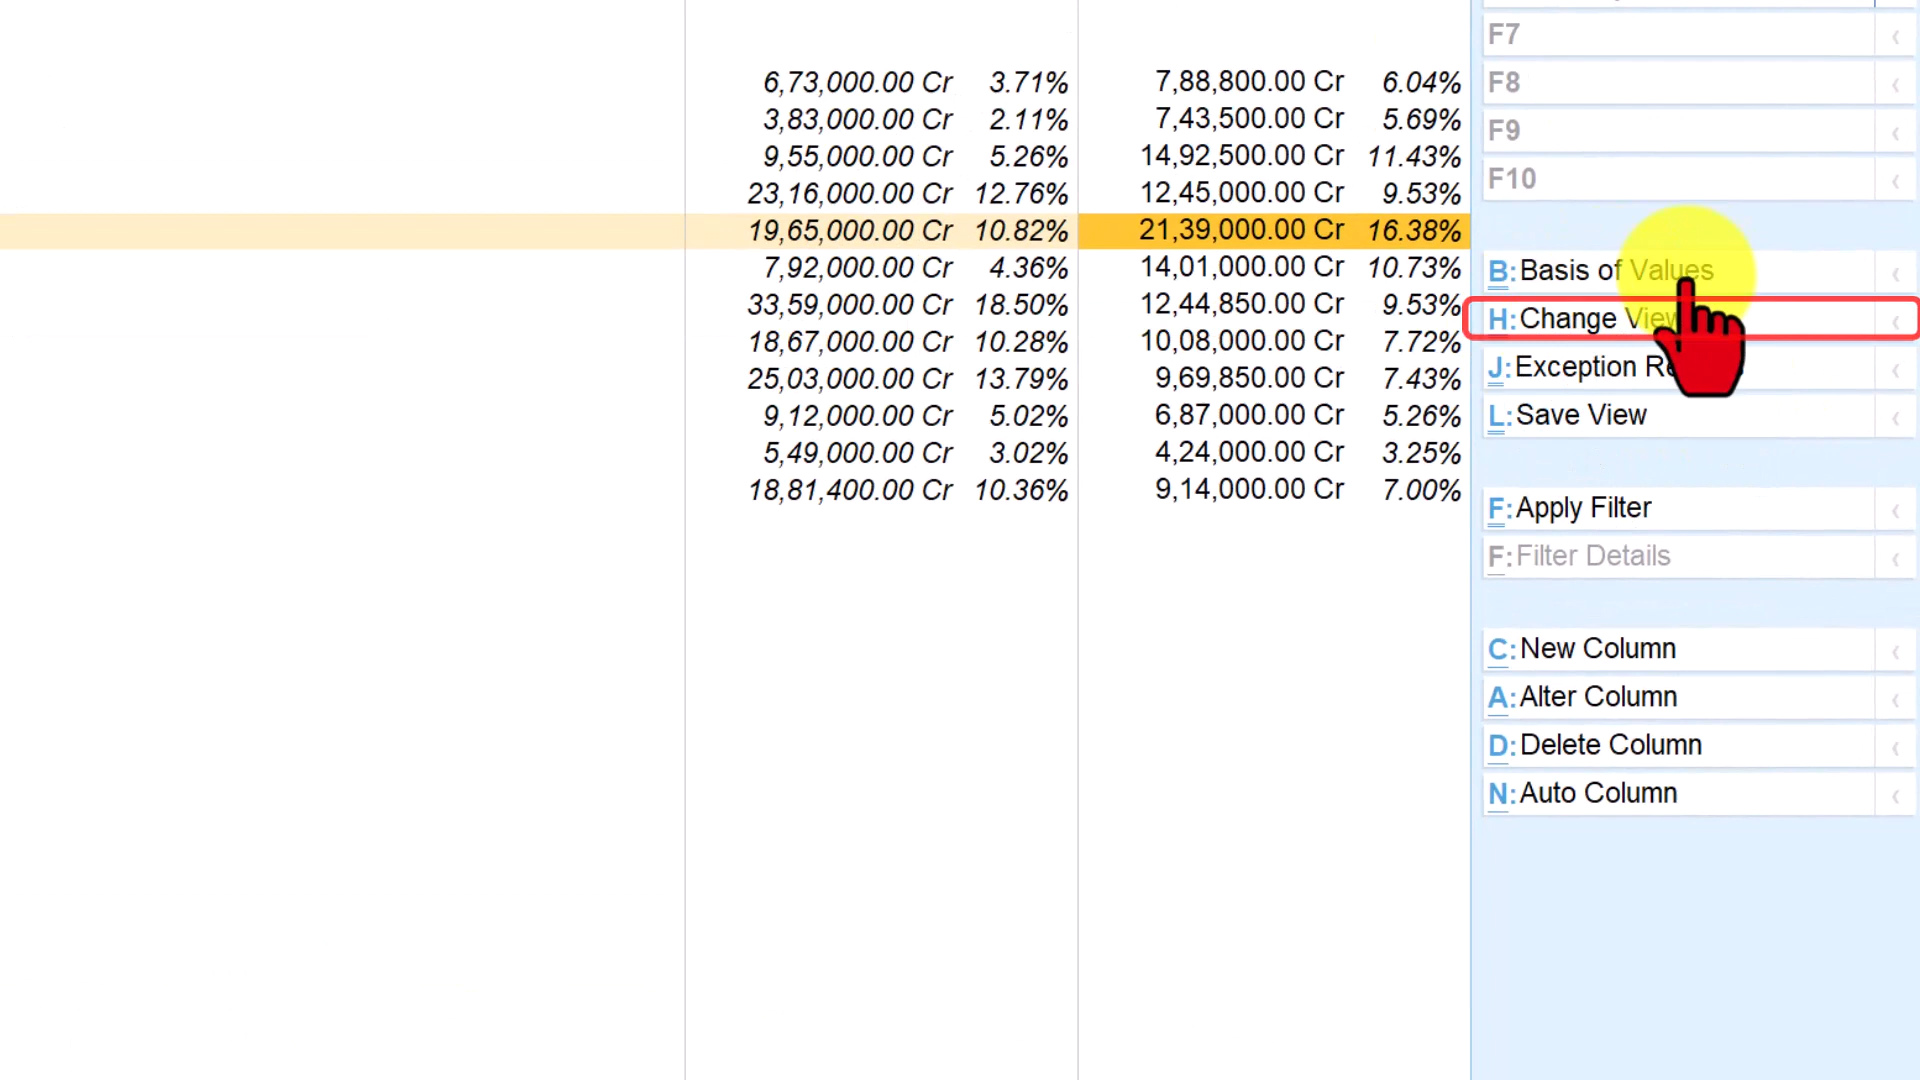 6,73,000.00 Cr 3.71% 7,88,800.00 Cr 6.04%
3,83,000.00 Cr 2.11% 7,43,500.00 Cr 5.69%
9,55,000.00 Cr 5.26% 14,92,500.00 Cr 11.43%
23,16,000.00 Cr 12.76% 12,45,000.00 Cr 9.53%
19,65,000.00 Cr 10.82% 21,39,000.00 Cr 16.38%
7,92,000.00 Cr 4.36% 14,01,000.00 Cr 10.73%
33,59,000.00 Cr 18.50% 12,44,850.00 Cr 9.53%
18,67,000.00 Cr 10.28% 10,08,000.00 Cr 7.72%
25,03,000.00 Cr 13.79% 9,69,850.00 Cr 7.43%
9,12,000.00 Cr 5.02% 6,87,000.00 Cr 5.26%
5,49,000.00 Cr 3.02% 4,24,000.00 Cr 3.25%
18,81,400.00 Cr 10.36% 9,14,000.00 Cr 7.00%
F7
F8
F9
F10
B: Basis of Values
H: Change View
J: Exception
L: Save View
F: Apply Filter
F: Filter Details
C: New Column
A: Alter Column
D: Delete Column
N: Auto Column